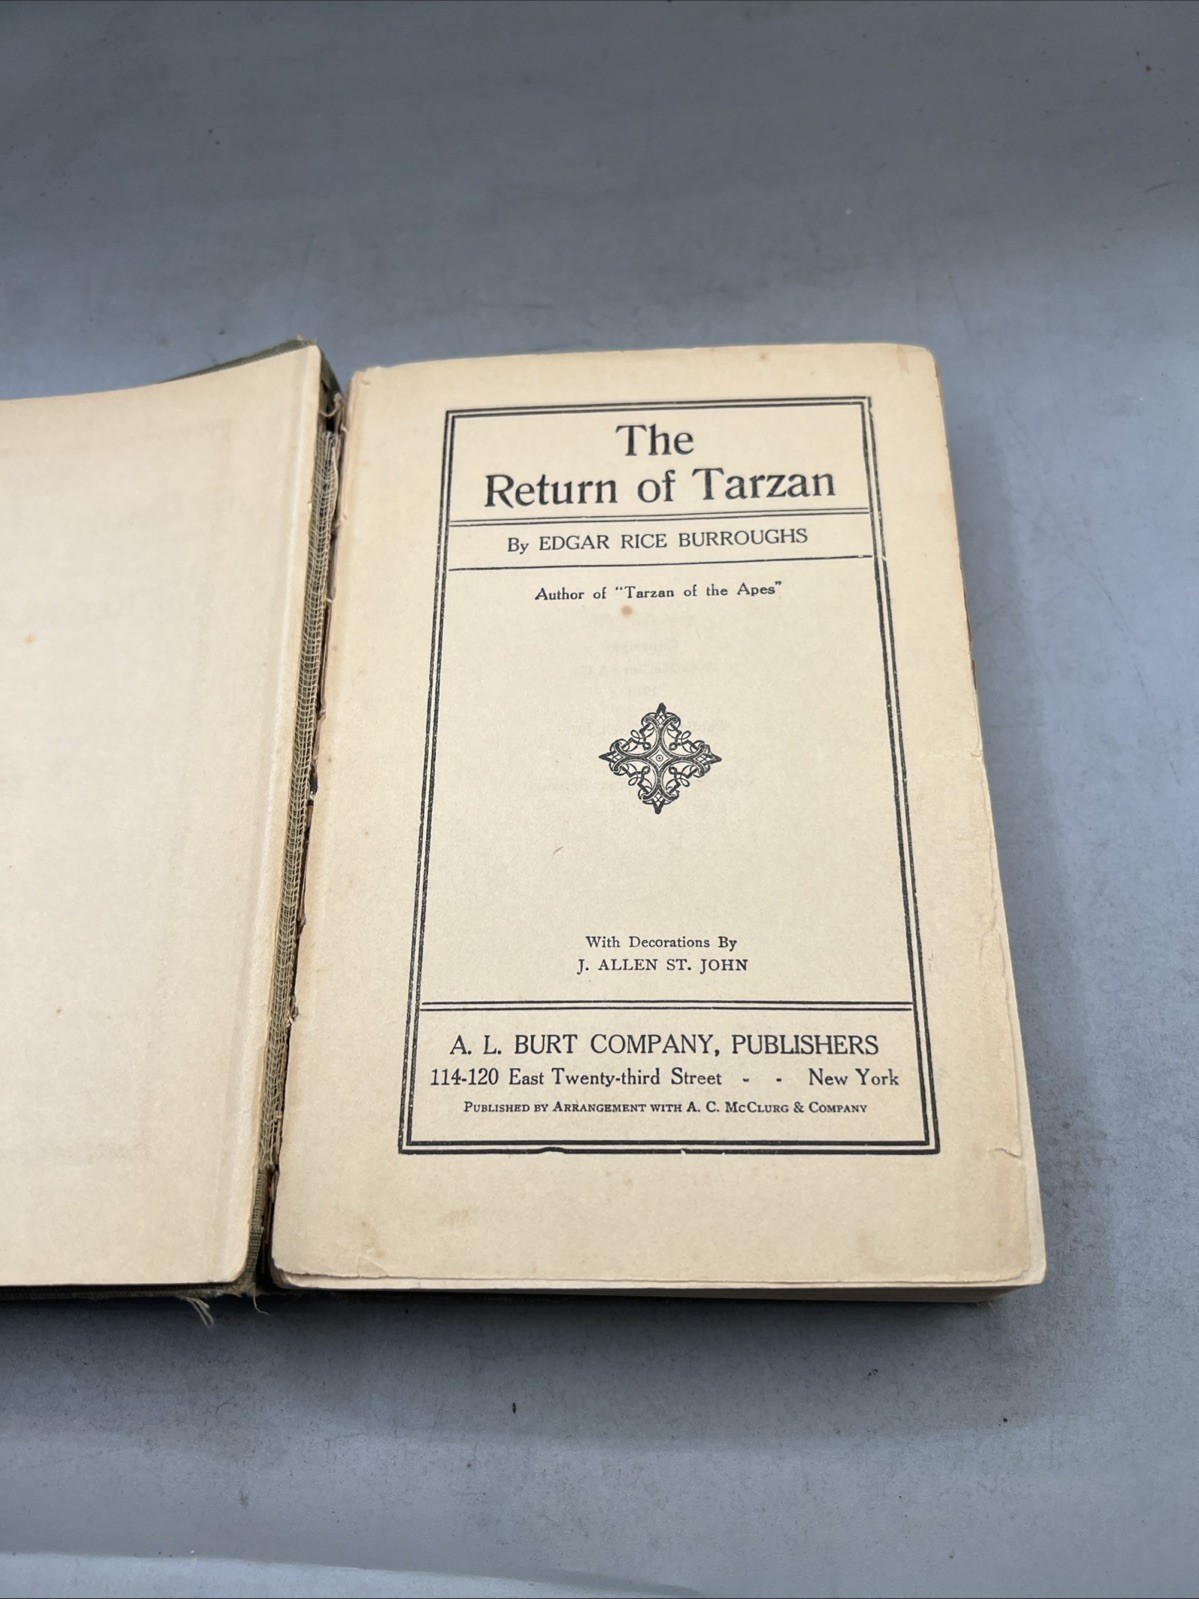 The
Return of Tarzan
By EDGAR RICE BURROUGHS
Author of "Tarzan of the Apes"
With Decorations By
J. ALLEN ST. JOHN
A. L. BURT COMPANY, PUBLISHERS
114-120 East Twenty-third Street - - New York
PUBLISHED BY ARRANGEMENT WITH A. C. MCCLURG & COMPANY